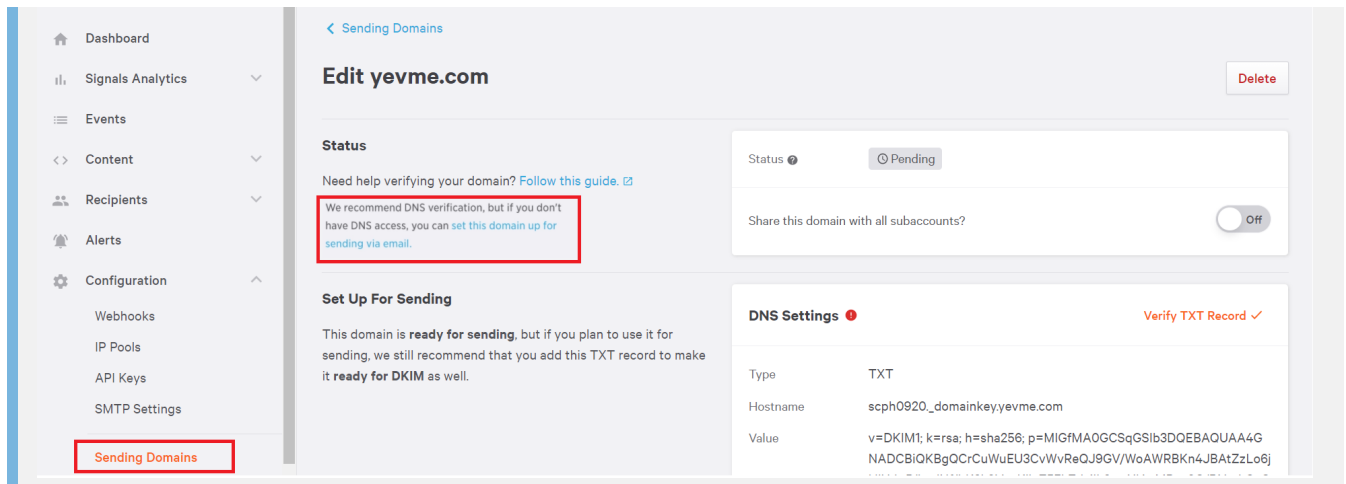 Dashboard
Signals Analytics
Events
Content
Recipients
Alerts
Configuration
Webhooks
IP Pools
API Keys
SMTP Settings
Sending Domains
Sending Domains
Edit yevme.com
Delete
Status
Need help verifying your domain? Follow this guide.
We recommend DNS verification, but if you don't
have DNS access, you can set this domain up for
sending via email.
Status
Pending
Share this domain with all subaccounts?
Off
Set Up For Sending
This domain is ready for sending, but if you plan to use it for
sending, we still recommend that you add this TXT record to make
it ready for DKIM as well.
DNS Settings
Verify TXT Record
Type TXT
Hostname scph0920._domainkey.yevme.com
Value v=DKIM1; k=rsa; h=sha256; p=MIGfMA0GCSqGSIb3DQEBAQUAA4G
NADCBiQKBgQCrCuWuEU3CvWvReQJ9GV/WoAWRBKn4JBAtZzLo6j